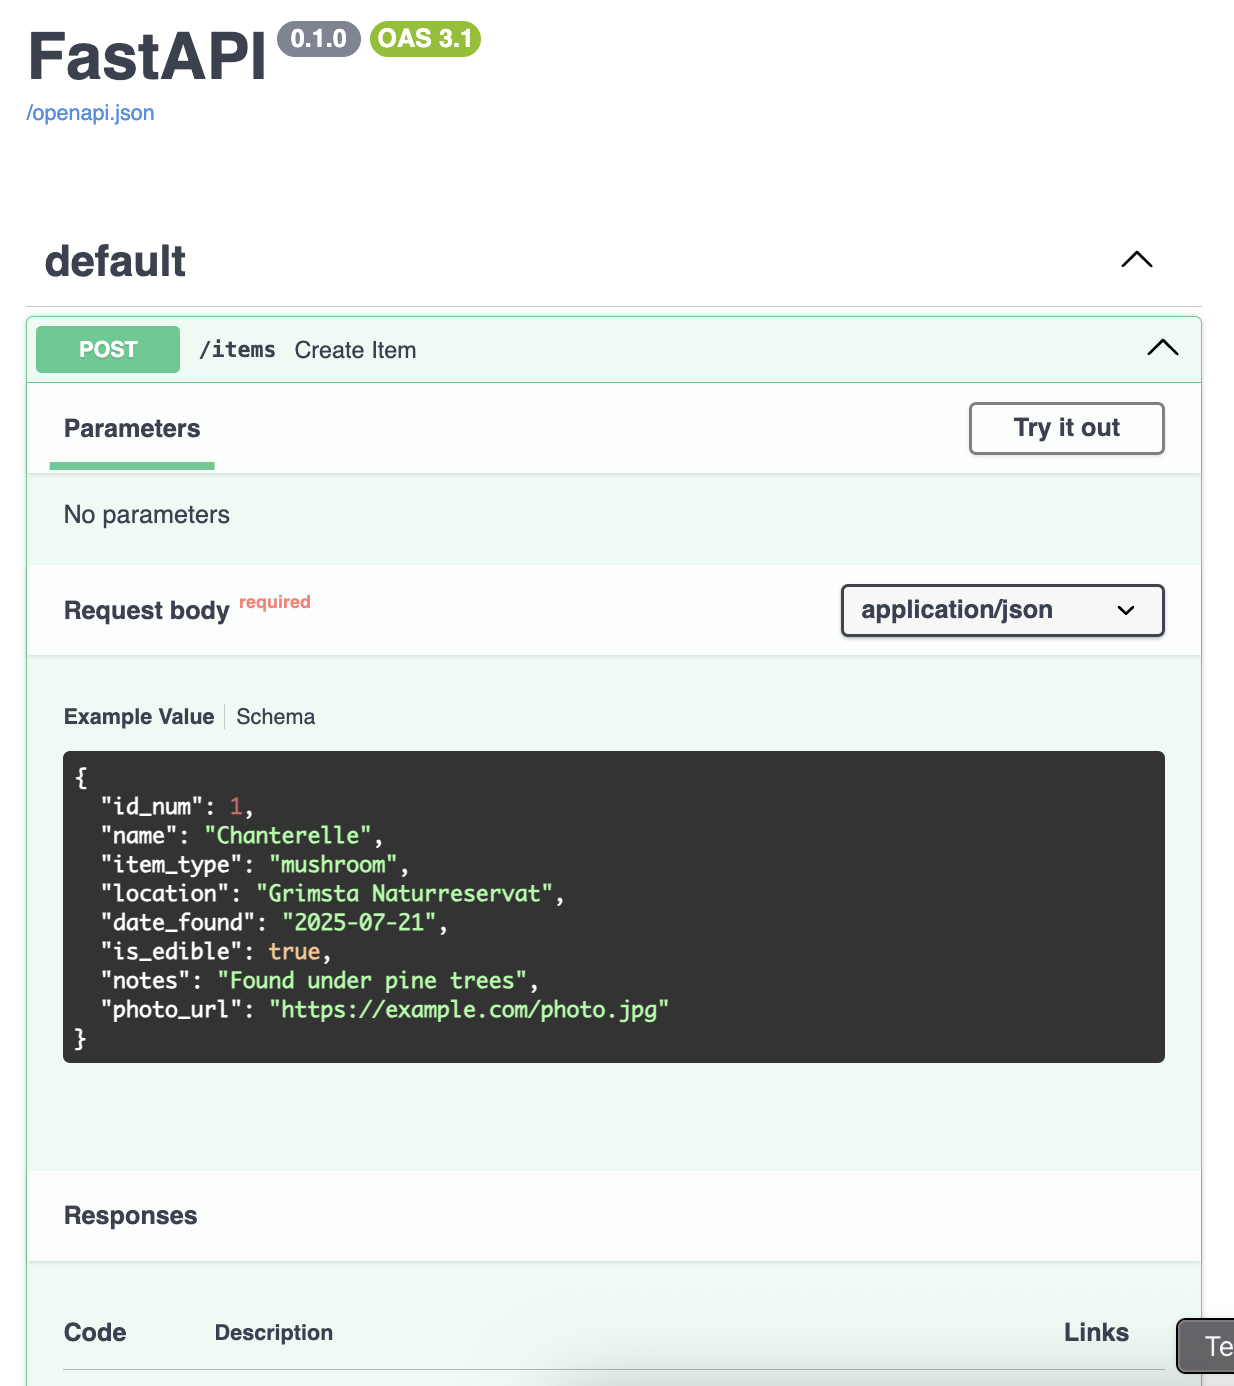 FastAPI 0.1.0 OAS 3.1
/openapi.json
default
POST /items Create Item
Parameters Try it out
No parameters
Request body required application/json
Example Value Schema
{
"id_num": 1,
"name": "Chanterelle",
"item_type": "mushroom",
"location": "Grimsta Naturreservat",
"date_found": "2025-07-21",
"is_edible": true,
"notes": "Found under pine trees",
"photo_url": "https://example.com/photo.jpg"
}
Responses
Code Description Links